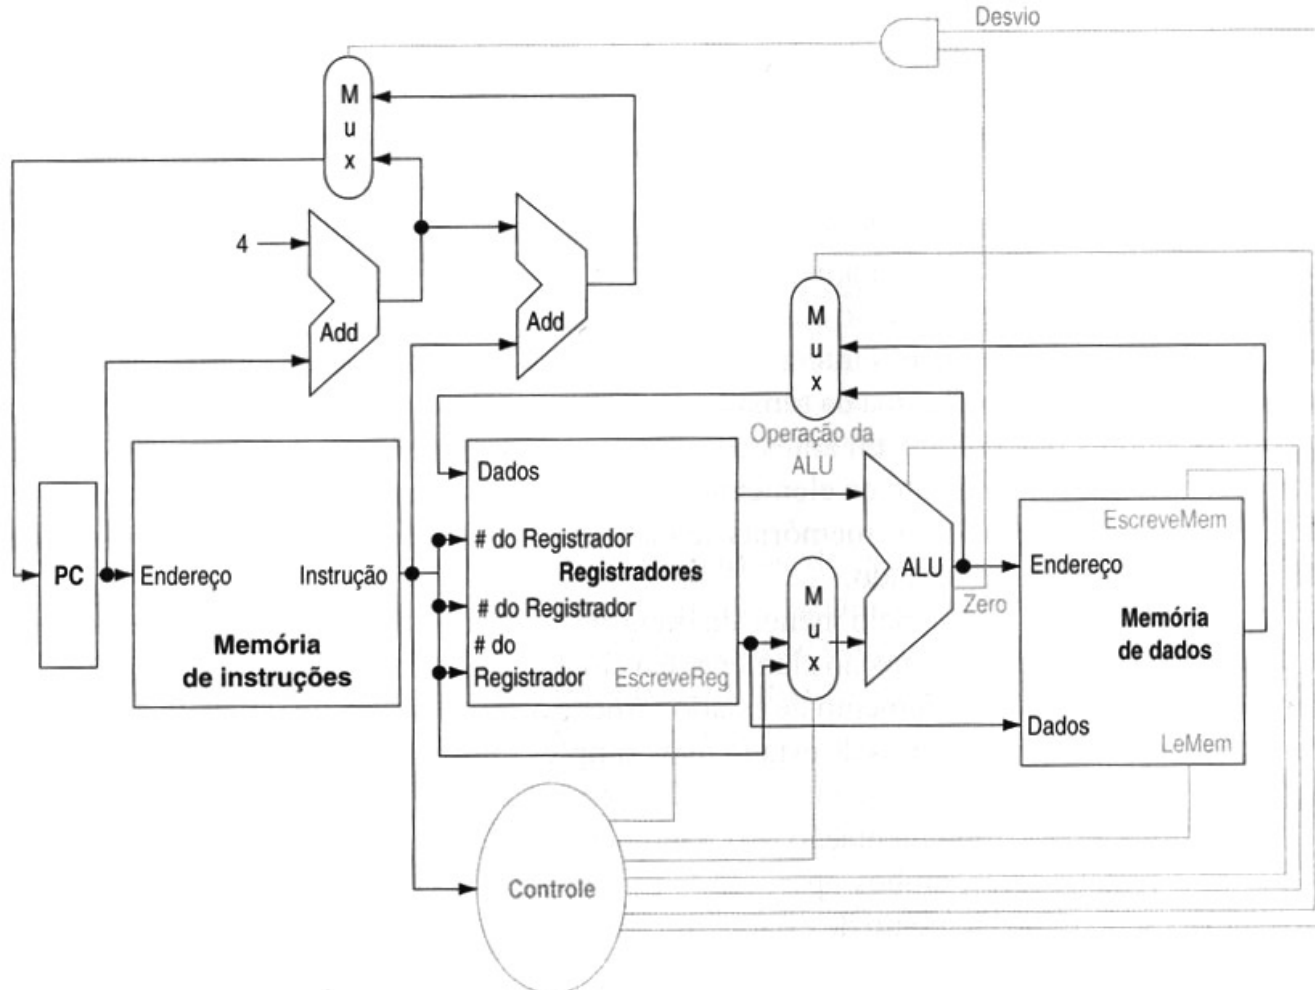 Desvio
M
u
x
4
Add
Add
M
u
x
Operação da
ALU
Dados
# do Registrador
Registradores
# do Registrador
# do
Registrador
EscreveReg
PC
Endereço
Instrução
Memória
de instruções
M
u
x
ALU
Zero
EscreveMem
Endereço
Memória
de dados
Dados
LeMem
Controle